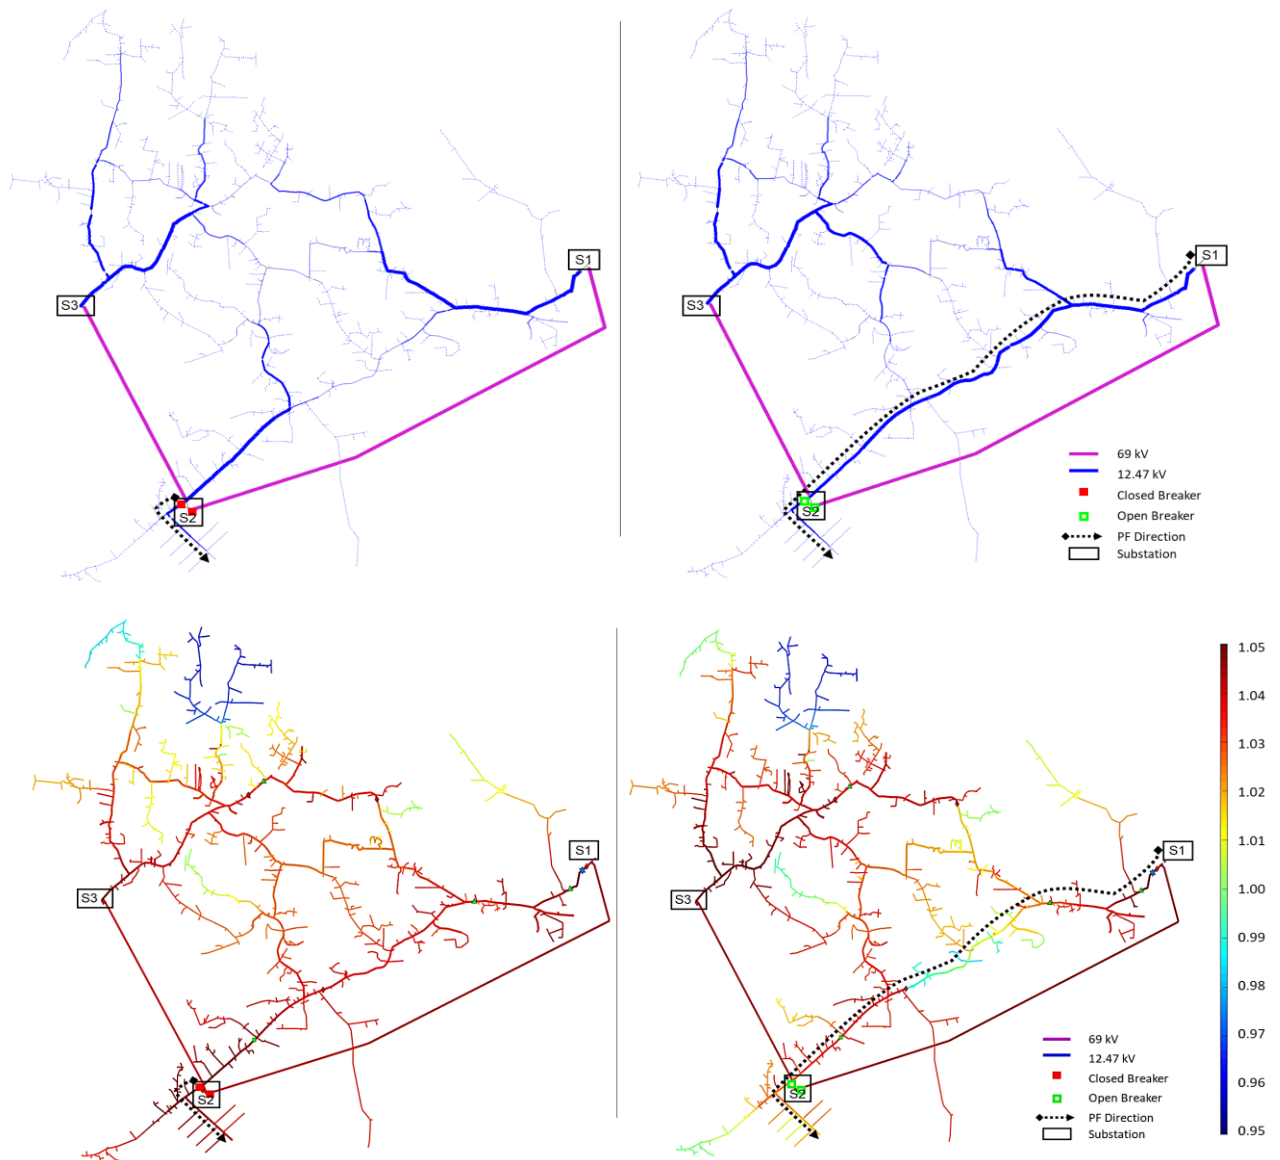 S1
S1
S3
S3
69 kV
12.47 kV
Closed Breaker
S2
S2
Open Breaker
PF Direction
Substation
1.05
1.04
1.03
1.02
1.01
S1
S1
1.00
S3
S3
0.99
0.98
0.97
69 kV
12.47 kV
0.96
Closed Breaker
S2
S2
Open Breaker
PF Direction
Substation
0.95